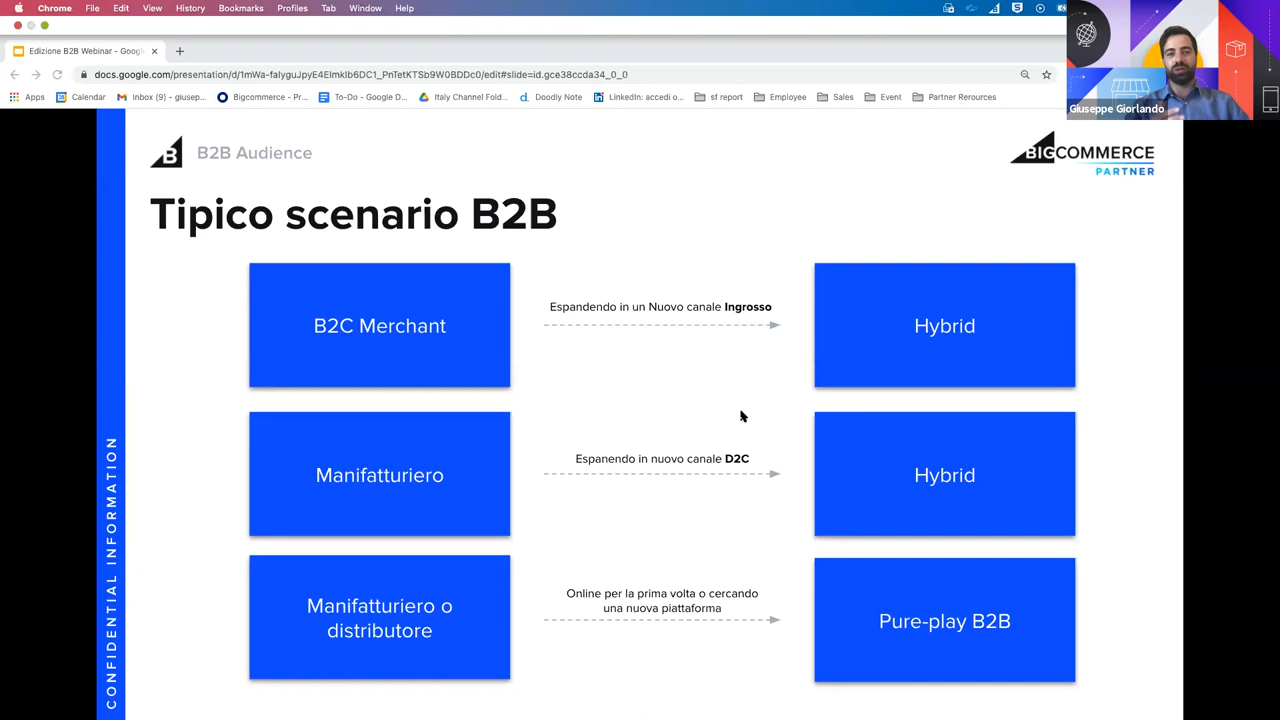 Chrome File Edit View History Bookmarks Profiles Tab Window Help
Edizione B2B Webinar - Googl
docs.google.com/presentation/d/1mWa-falyguJpyE4ElmkIb6DC1_PnTetKTSb9W0BDDc0/edit#slide=id.gce38ccda34_0_0
Apps Calendar Inbox (9) - giusep... Bigcommerce - Pr... To-Do - Google D... Italy Channel Fold... Doodly Note LinkedIn: accedi o... sf report Employee Sales Event Partner Rerources
Giuseppe Giorlando
B
B2B Audience
BIGCOMMERCE
PARTNER
Tipico scenario B2B
B2C Merchant
Espandendo in un Nuovo canale Ingrosso
Hybrid
Manifatturiero
Espanendo in nuovo canale D2C
Hybrid
Manifatturiero o
distributore
Online per la prima volta o cercando
una nuova piattaforma
Pure-play B2B
CONFIDENTIAL INFORMATION